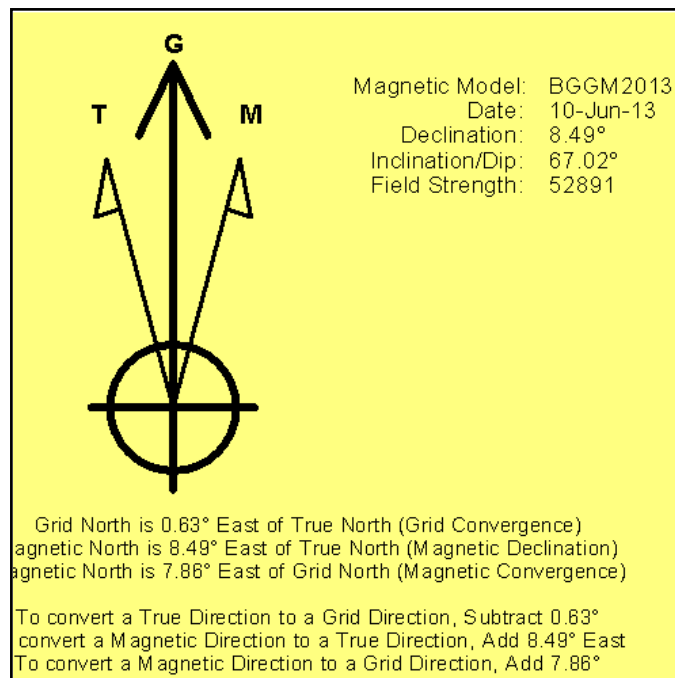 G
T
M
Magnetic Model: BGGM2013
Date: 10-Jun-13
Declination: 8.49°
Inclination/Dip: 67.02°
Field Strength: 52891
Grid North is 0.63° East of True North (Grid Convergence)
agnetic North is 8.49° East of True North (Magnetic Declination)
agnetic North is 7.86° East of Grid North (Magnetic Convergence)
To convert a True Direction to a Grid Direction, Subtract 0.63°
convert a Magnetic Direction to a True Direction, Add 8.49° East
To convert a Magnetic Direction to a Grid Direction, Add 7.86°